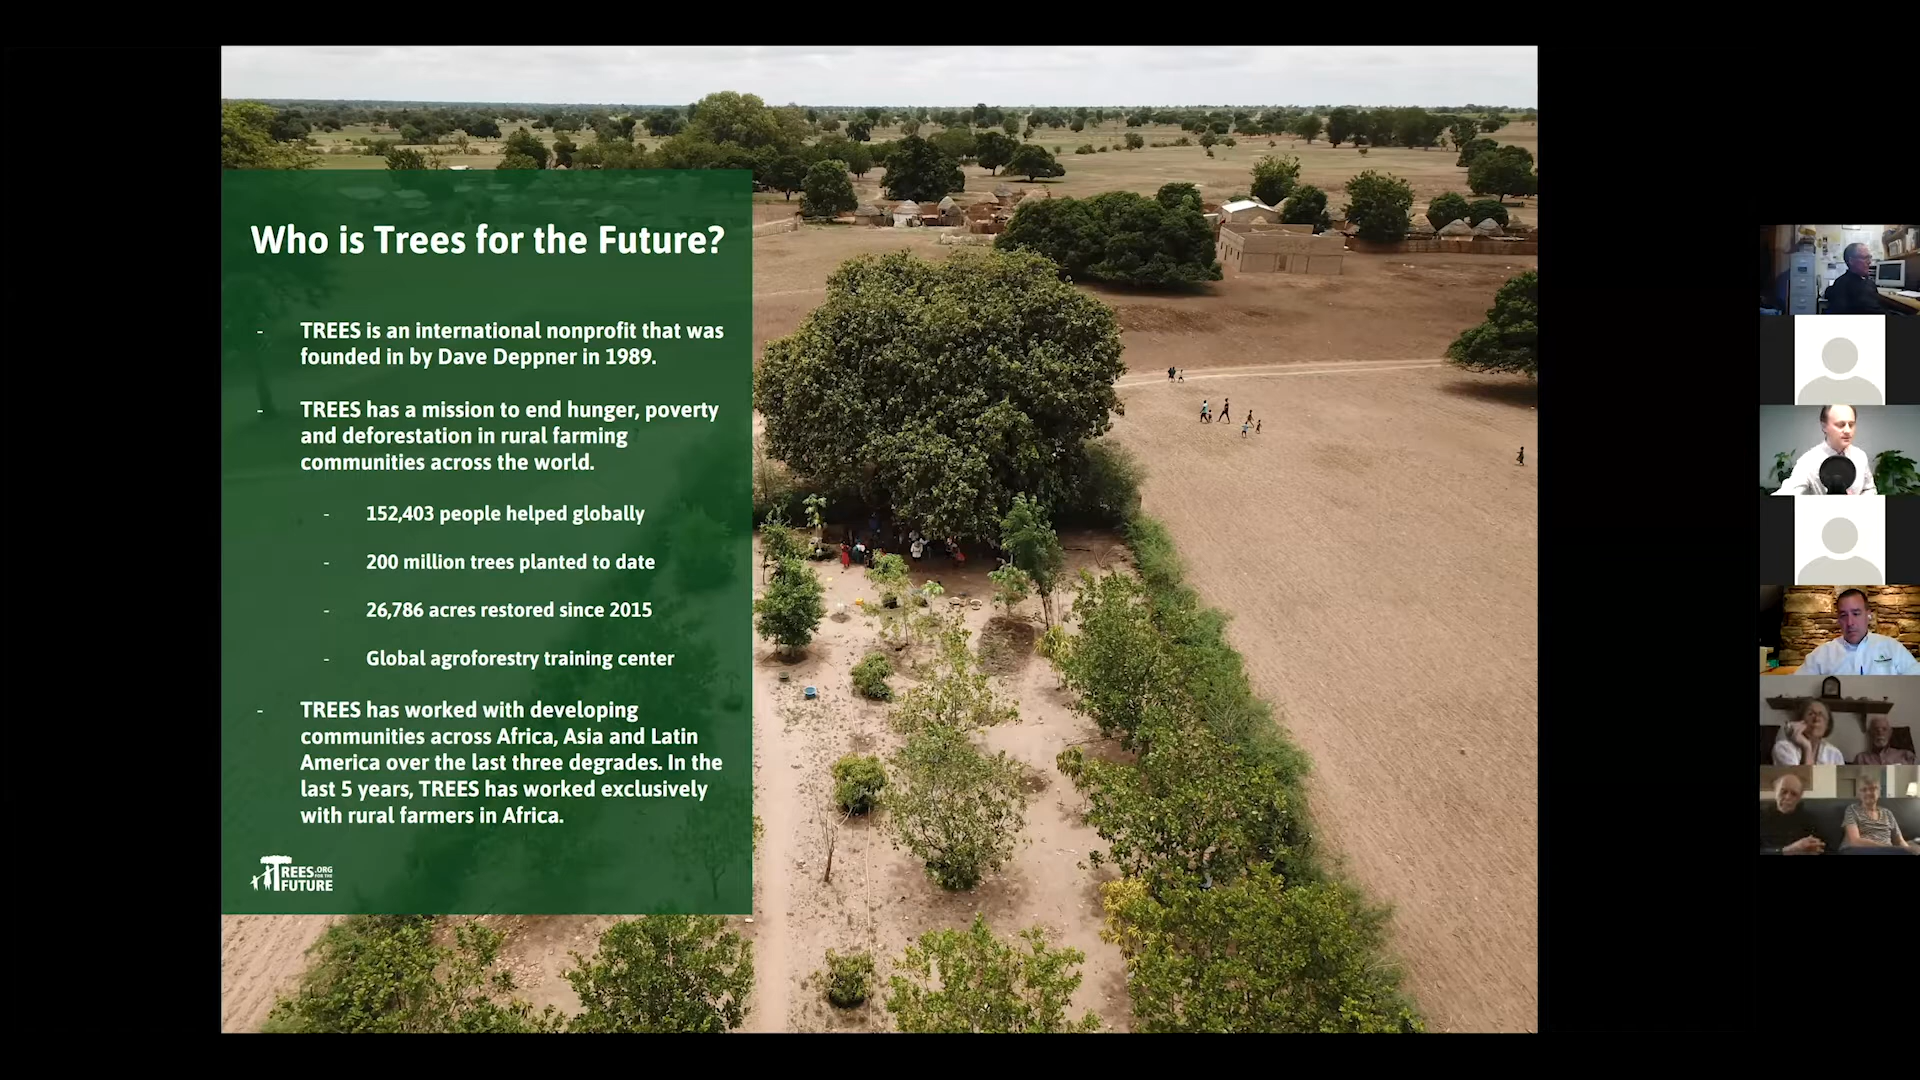 Who is Trees for the Future?
- TREES is an international nonprofit that was
founded in by Dave Deppner in 1989.
- TREES has a mission to end hunger, poverty
and deforestation in rural farming
communities across the world.
- 152,403 people helped globally
- 200 million trees planted to date
- 26,786 acres restored since 2015
- Global agroforestry training center
- TREES has worked with developing
communities across Africa, Asia and Latin
America over the last three degrades. In the
last 5 years, TREES has worked exclusively
with rural farmers in Africa.
TREES.ORG
FOR THE
FUTURE